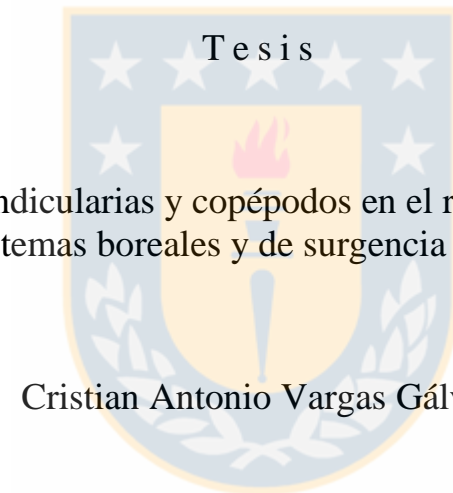 T e s i s
ndicularias y copépodos en el r
temas boreales y de surgencia
Cristian Antonio Vargas Gálv